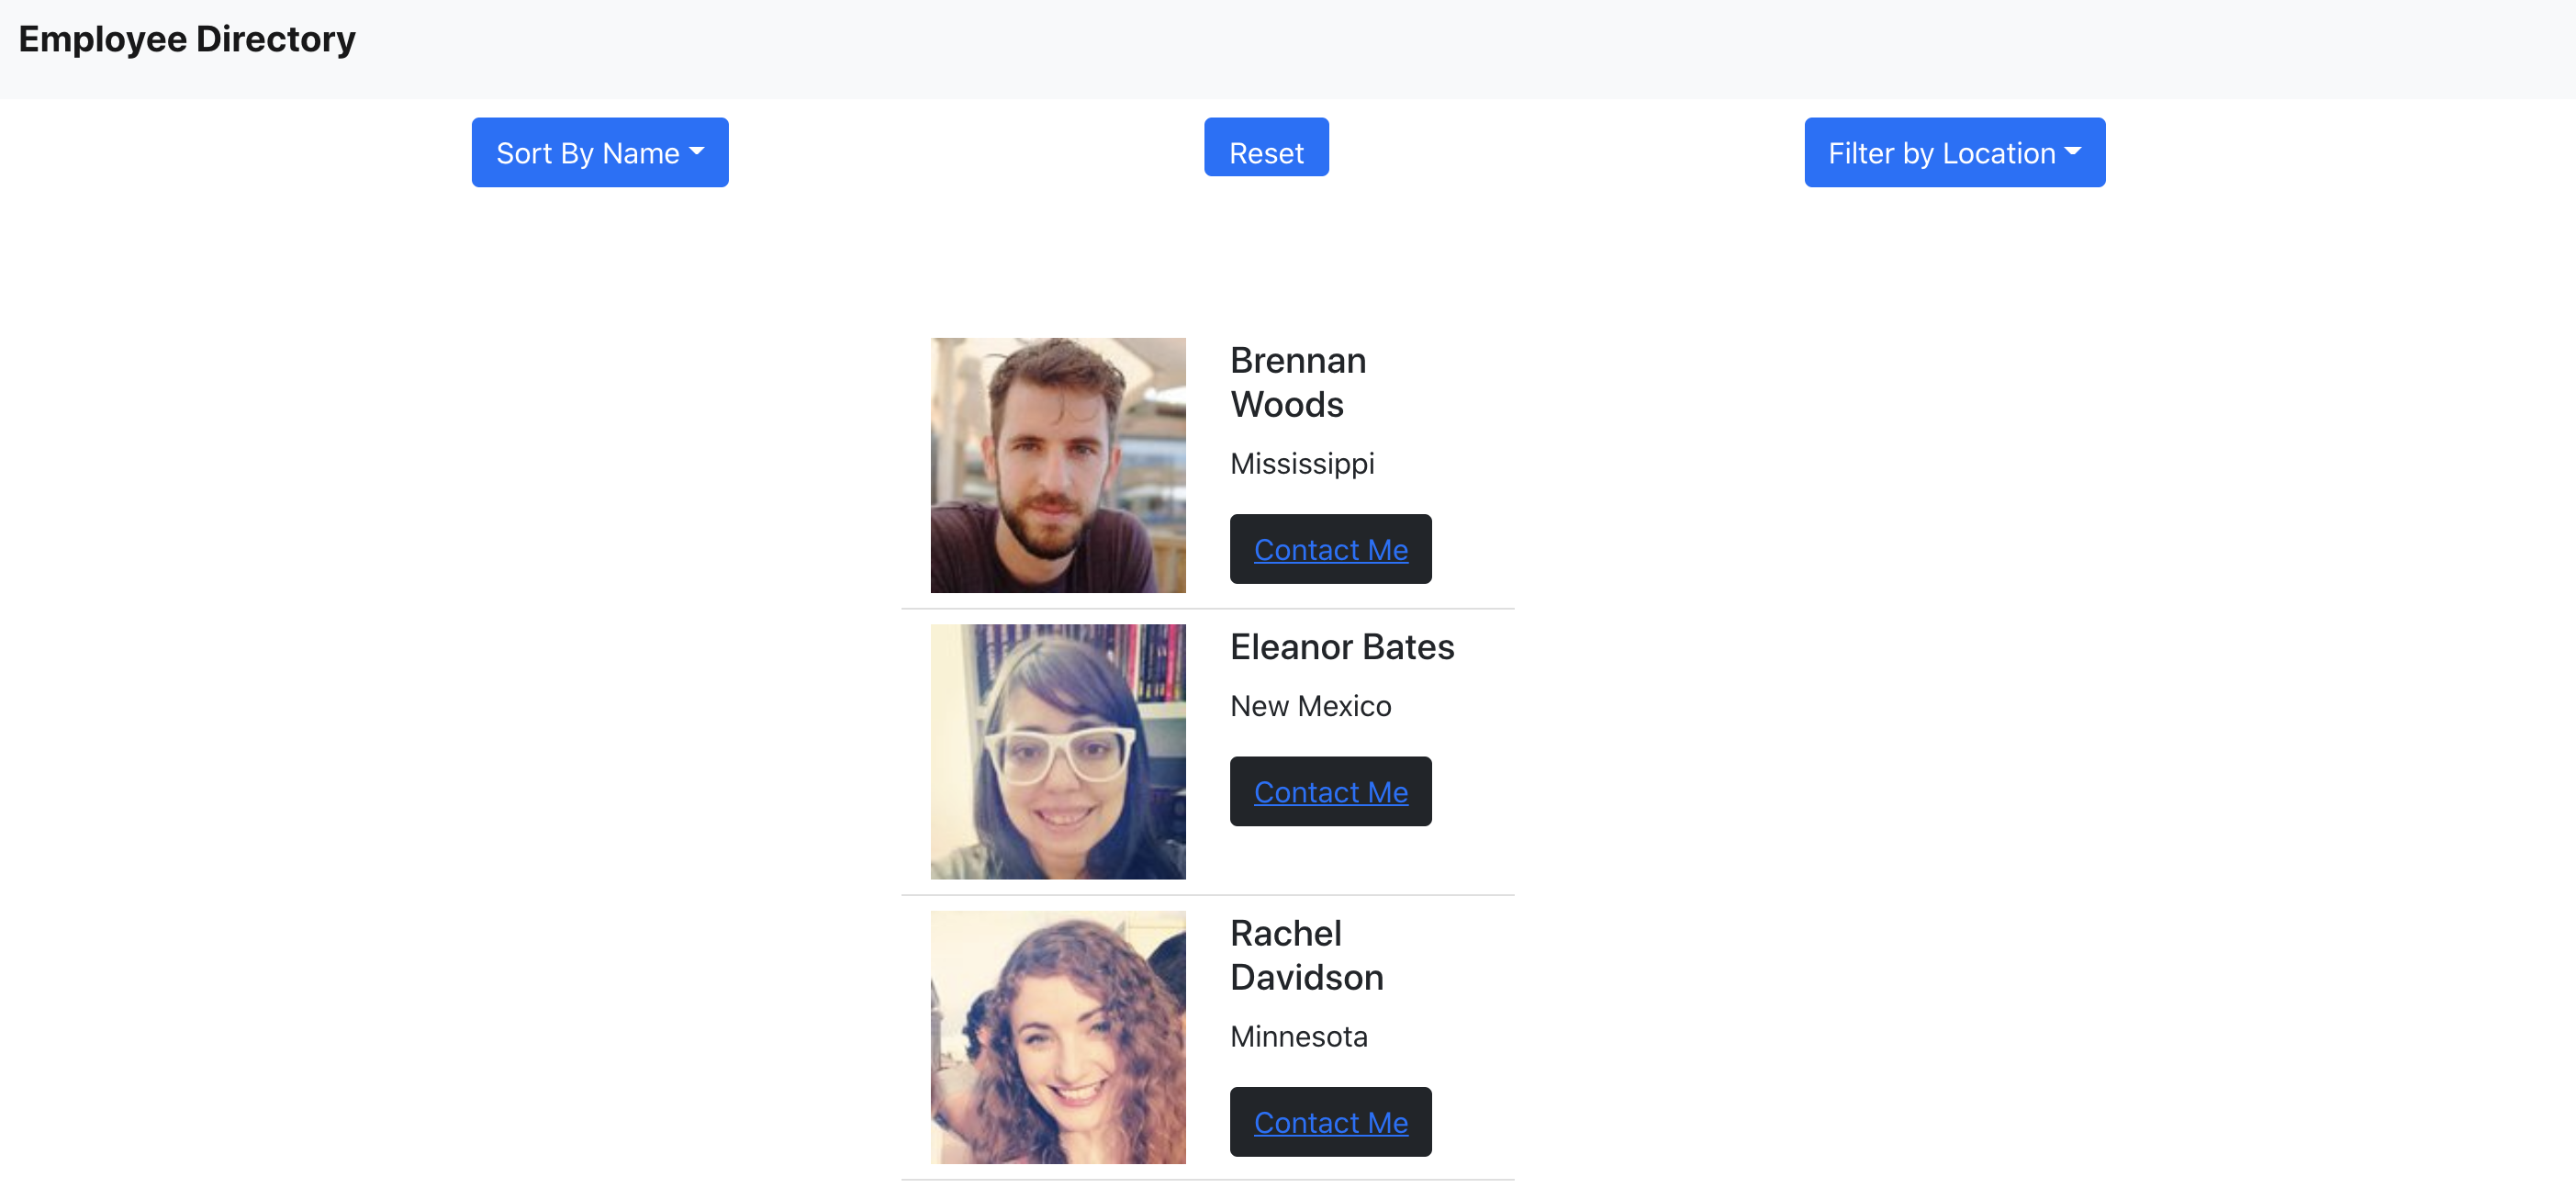 Employee Directory
Sort By Name
Reset
Filter by Location
Brennan
Woods
Mississippi
Contact Me
Eleanor Bates
New Mexico
Contact Me
Rachel
Davidson
Minnesota
Contact Me